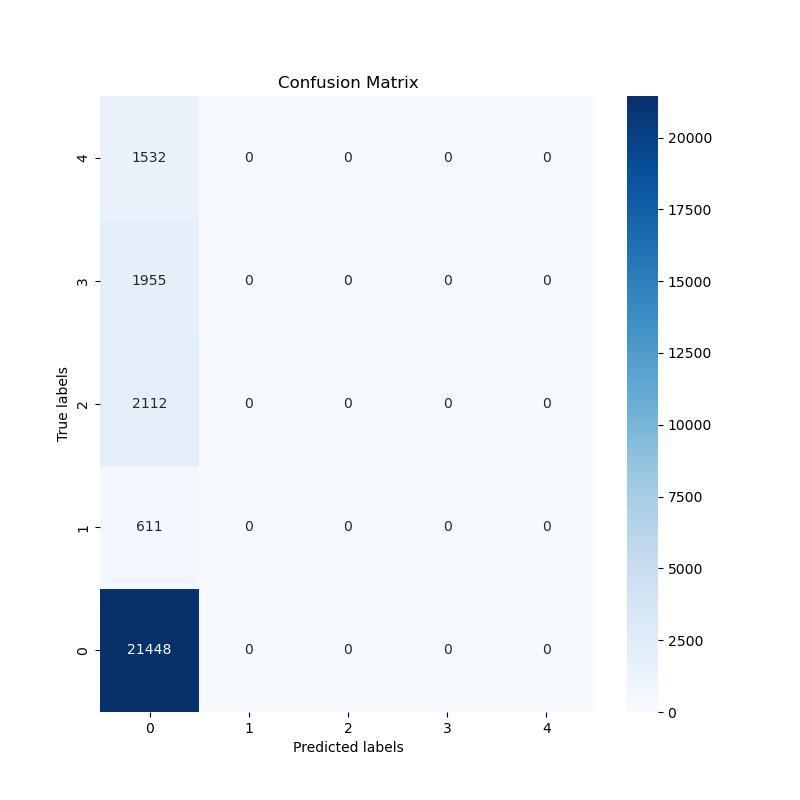 Confusion Matrix
4 1532 0 0 0 0
3 1955 0 0 0 0
2 2112 0 0 0 0
1 611 0 0 0 0
0 21448 0 0 0 0
0 1 2 3 4
Predicted labels
True labels
20000
17500
15000
12500
10000
7500
5000
2500
0